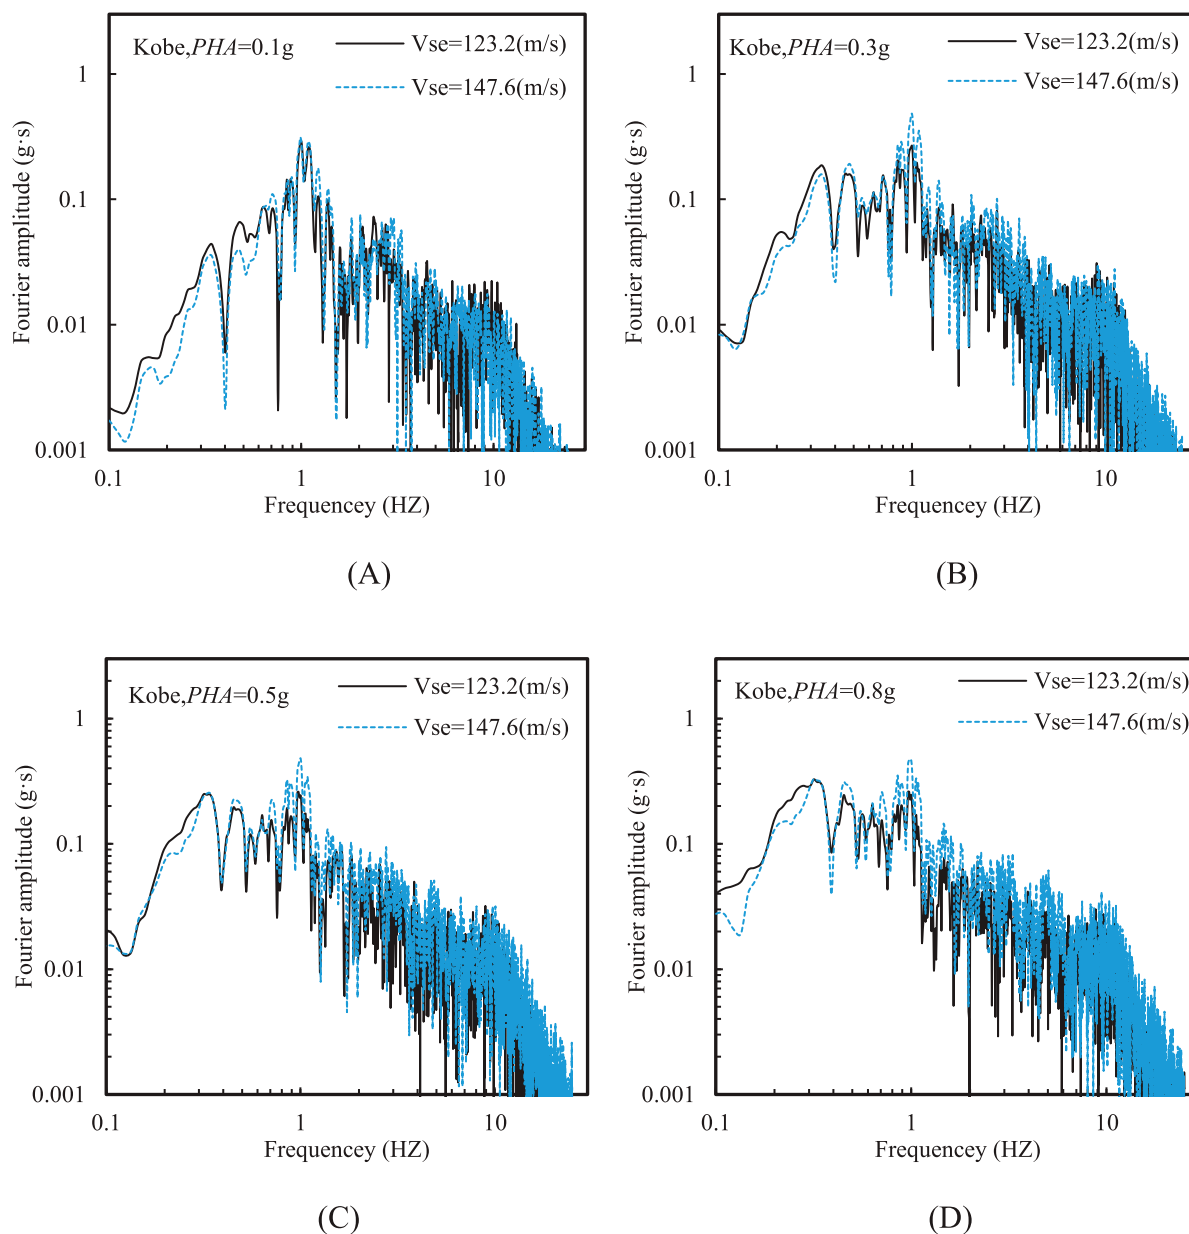 Kobe,PHA=0.1g
Vse=123.2(m/s)
Vse=147.6(m/s)
1
0.1
0.01
0.001
Fourier amplitude (g·s)
0.1
1
10
Frequencey (HZ)
(A)
Kobe,PHA=0.3g
Vse=123.2(m/s)
Vse=147.6(m/s)
1
0.1
0.01
0.001
Fourier amplitude (g·s)
0.1
1
10
Frequencey (HZ)
(B)
Kobe,PHA=0.5g
Vse=123.2(m/s)
Vse=147.6(m/s)
1
0.1
0.01
0.001
Fourier amplitude (g·s)
0.1
1
10
Frequencey (HZ)
(C)
Kobe,PHA=0.8g
Vse=123.2(m/s)
Vse=147.6(m/s)
1
0.1
0.01
0.001
Fourier amplitude (g·s)
0.1
1
10
Frequencey (HZ)
(D)